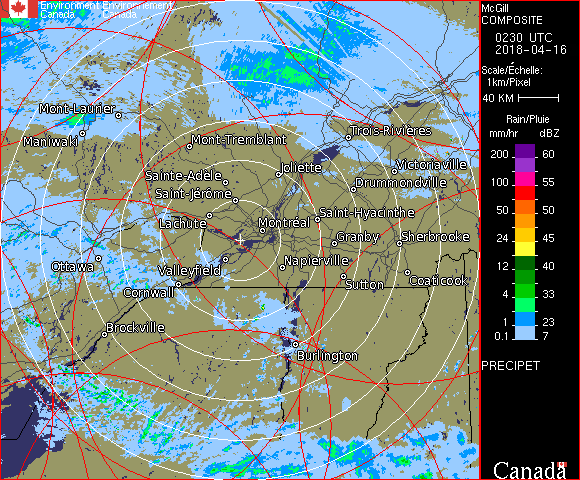 Environment Environnement
Canada Canada
McGill
COMPOSITE
0230 UTC
2018-04-16
Scale/Échelle:
1km/Pixel
40 KM
Rain/Pluie
mm/hr dBZ
200 60
150 57
100 55
50 50
24 45
12 40
4 33
1 23
0.1 7
PRECIPET
Mont-Laurier
Maniwaki
Mont-Tremblant
Trois-Rivières
Sainte-Adèle
Joliette
Victoriaville
Saint-Jérôme
Drummondville
Lachute
Montréal
Saint-Hyacinthe
Granby
Sherbrooke
Ottawa
Valleyfield
Napierville
Cornwall
Sutton
Coaticook
Brockville
Burlington
Canada